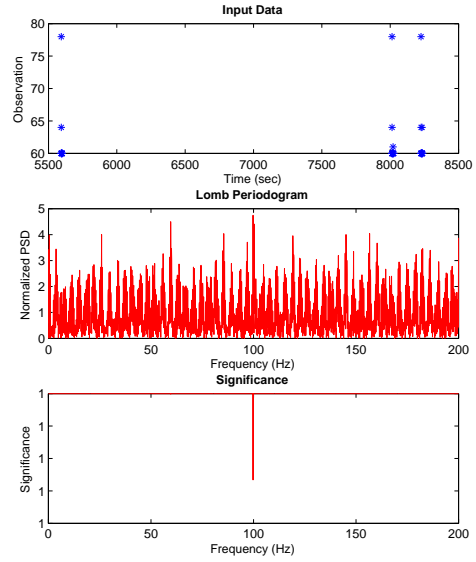 Input Data
80
75
70
65
60
Observation
5500 6000 6500 7000 7500 8000 8500
Time (sec)
Lomb Periodogram
5
4
3
2
1
0
Normalized PSD
0 50 100 150 200
Frequency (Hz)
Significance
1
1
1
1
1
Significance
0 50 100 150 200
Frequency (Hz)